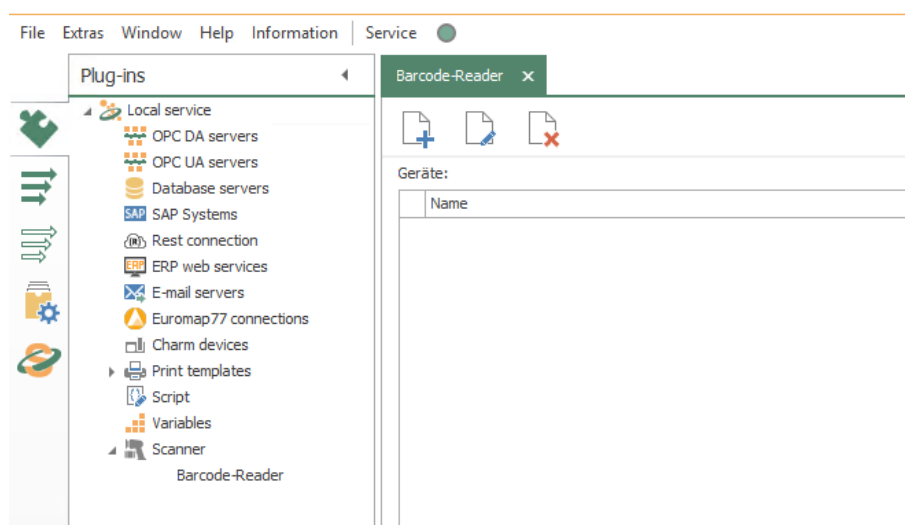 File Extras Window Help Information Service
Plug-ins
Barcode-Reader
Local service
OPC DA servers
OPC UA servers
Database servers
SAP SAP Systems
(R) Rest connection
ERP ERP web services
E-mail servers
Euromap77 connections
Charm devices
Print templates
Script
Variables
Scanner
Barcode-Reader
Geräte:
Name